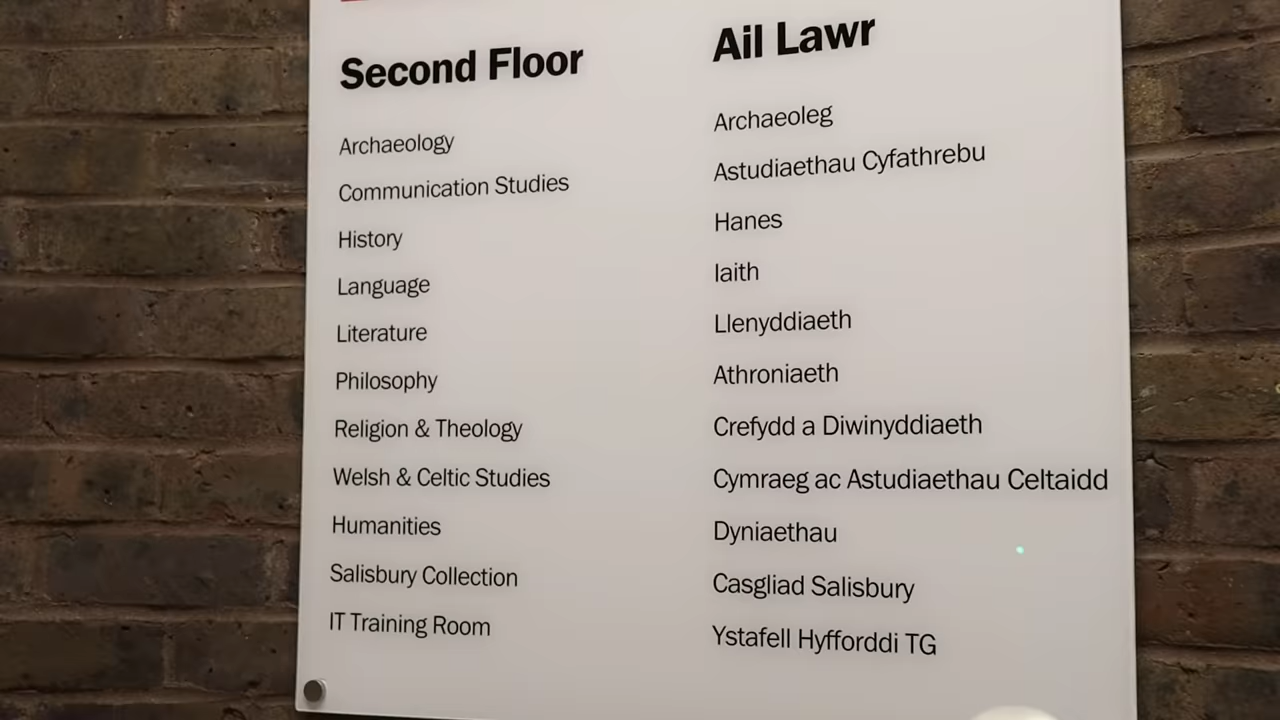 Second Floor
Archaeology
Communication Studies
History
Language
Literature
Philosophy
Religion & Theology
Welsh & Celtic Studies
Humanities
Salisbury Collection
IT Training Room
Ail Lawr
Archaeoleg
Astudiaethau Cyfathrebu
Hanes
Iaith
Llenyddiaeth
Athroniaeth
Crefydd a Diwinyddiaeth
Cymraeg ac Astudiaethau Celtaidd
Dyniaethau
Casgliad Salisbury
Ystafell Hyfforddi TG